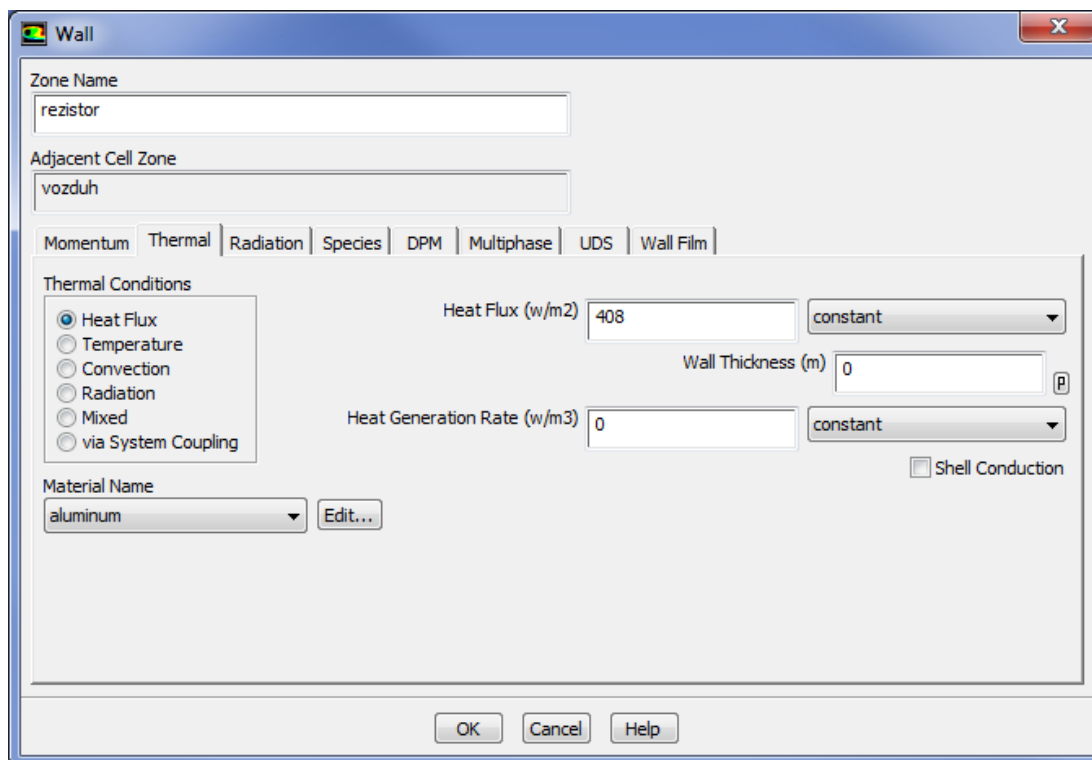 Wall
Zone Name
rezistor
Adjacent Cell Zone
vozduh
Momentum Thermal Radiation Species DPM Multiphase UDS Wall Film
Thermal Conditions
Heat Flux
Temperature
Convection
Radiation
Mixed
via System Coupling
Heat Flux (w/m2) 408 constant
Wall Thickness (m) 0 P
Heat Generation Rate (w/m3) 0 constant
Shell Conduction
Material Name
aluminum Edit...
OK Cancel Help